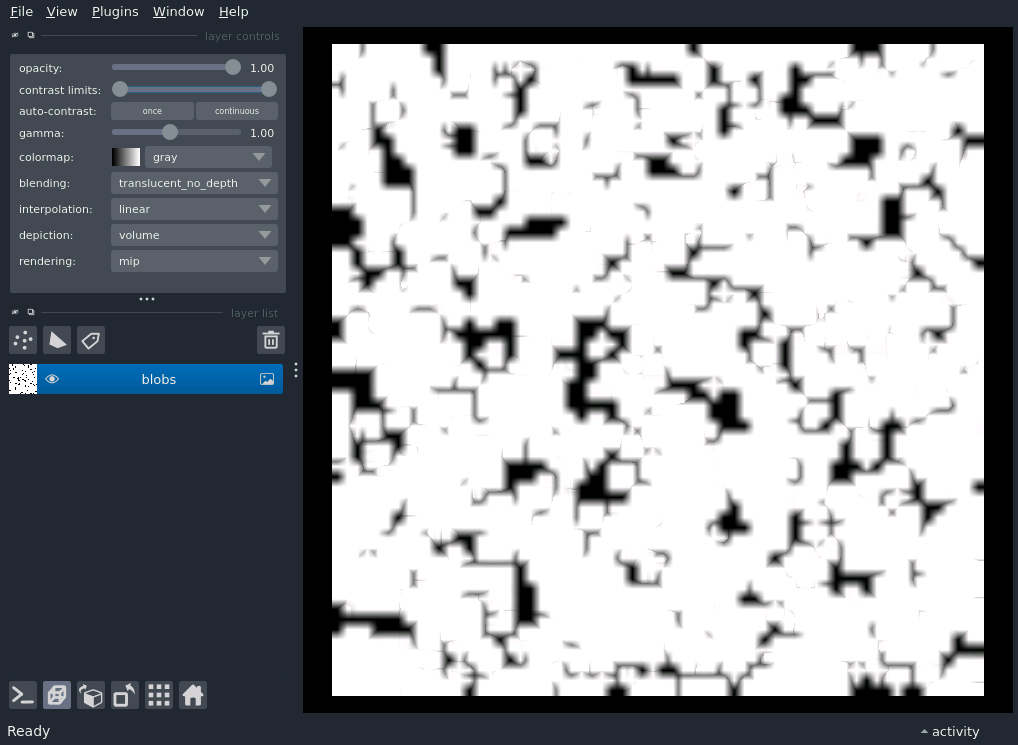 File View Plugins Window Help
layer controls
opacity: 1.00
contrast limits:
auto-contrast: once continuous
gamma: 1.00
colormap: gray
blending: translucent_no_depth
interpolation: linear
depiction: volume
rendering: mip
layer list
blobs
Ready activity